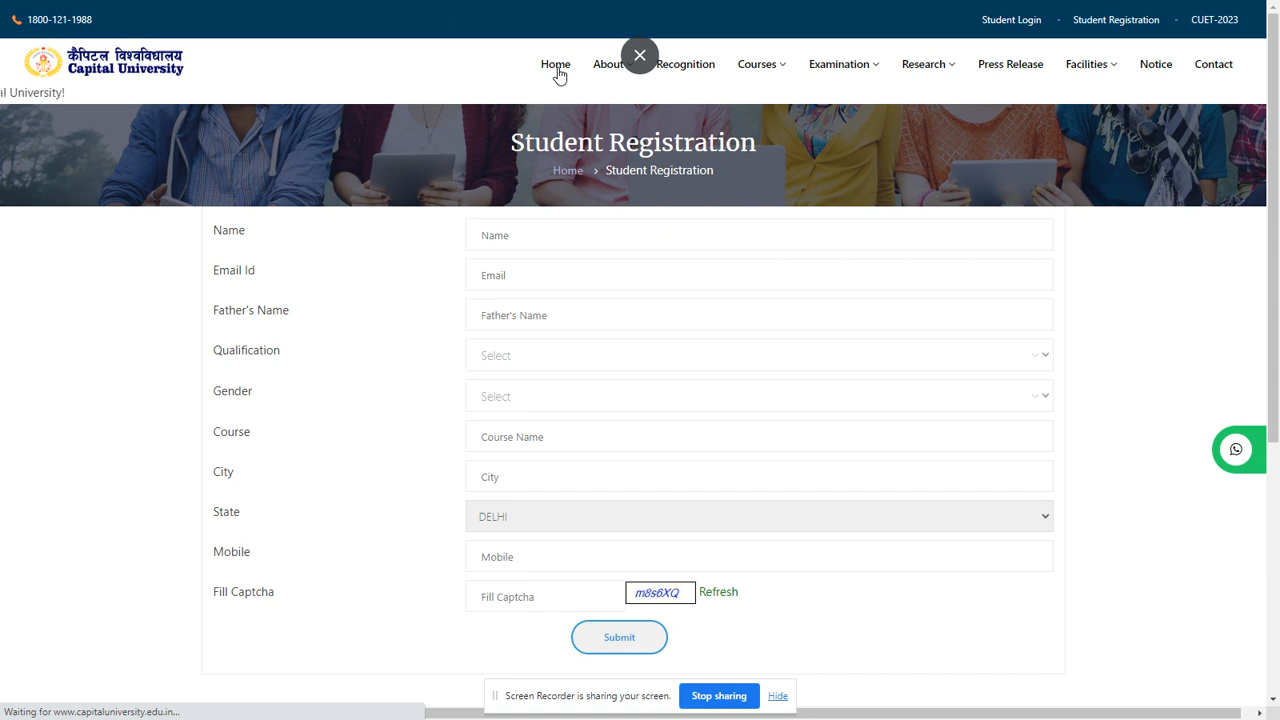 1800-121-1988
Student Login - Student Registration - CUET-2023
कैपिटल विश्वविद्यालय
Capital University
Home About Recognition Courses Examination Research Press Release Facilities Notice Contact
l University!
Student Registration
Home > Student Registration
Name Name
Email Id Email
Father's Name Father's Name
Qualification Select
Gender Select
Course Course Name
City City
State DELHI
Mobile Mobile
Fill Captcha Fill Captcha m8s6XQ Refresh
Submit
Screen Recorder is sharing your screen. Stop sharing Hide
Waiting for www.capitaluniversity.edu.in...